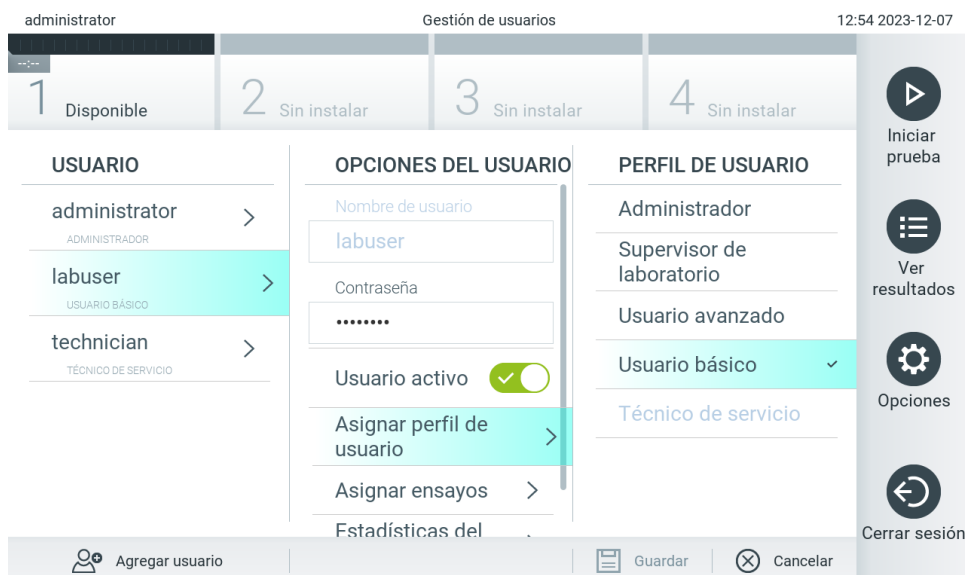 administrator
Gestión de usuarios
12:54 2023-12-07
--:--
1 Disponible
2 Sin instalar
3 Sin instalar
4 Sin instalar
USUARIO
administrator
ADMINISTRADOR
labuser
USUARIO BÁSICO
technician
TÉCNICO DE SERVICIO
OPCIONES DEL USUARIO
Nombre de usuario
labuser
Contraseña
••••••••
Usuario activo
Asignar perfil de
usuario
Asignar ensayos
Estadísticas del
PERFIL DE USUARIO
Administrador
Supervisor de
laboratorio
Usuario avanzado
Usuario básico
Técnico de servicio
Iniciar
prueba
Ver
resultados
Opciones
Cerrar sesión
Agregar usuario
Guardar
Cancelar